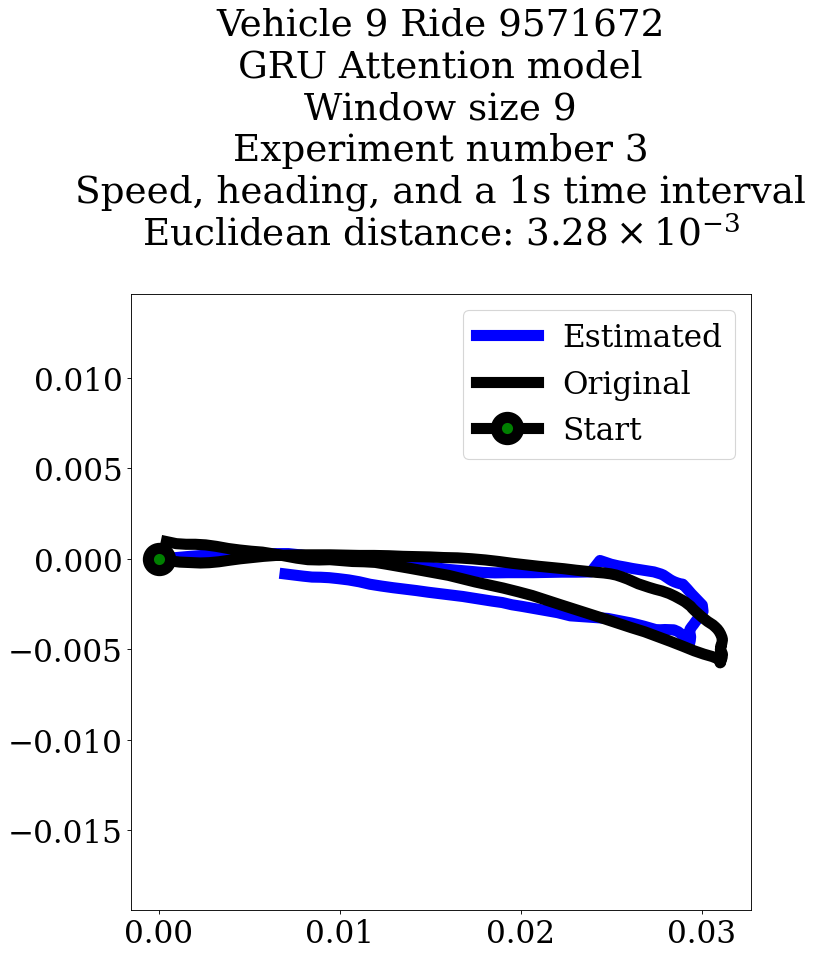 Vehicle 9 Ride 9571672
GRU Attention model
Window size 9
Experiment number 3
Speed, heading, and a 1s time interval
Euclidean distance: 3.28 × 10⁻³
Estimated
Original
Start
0.010
0.005
0.000
−0.005
−0.010
−0.015
0.00 0.01 0.02 0.03